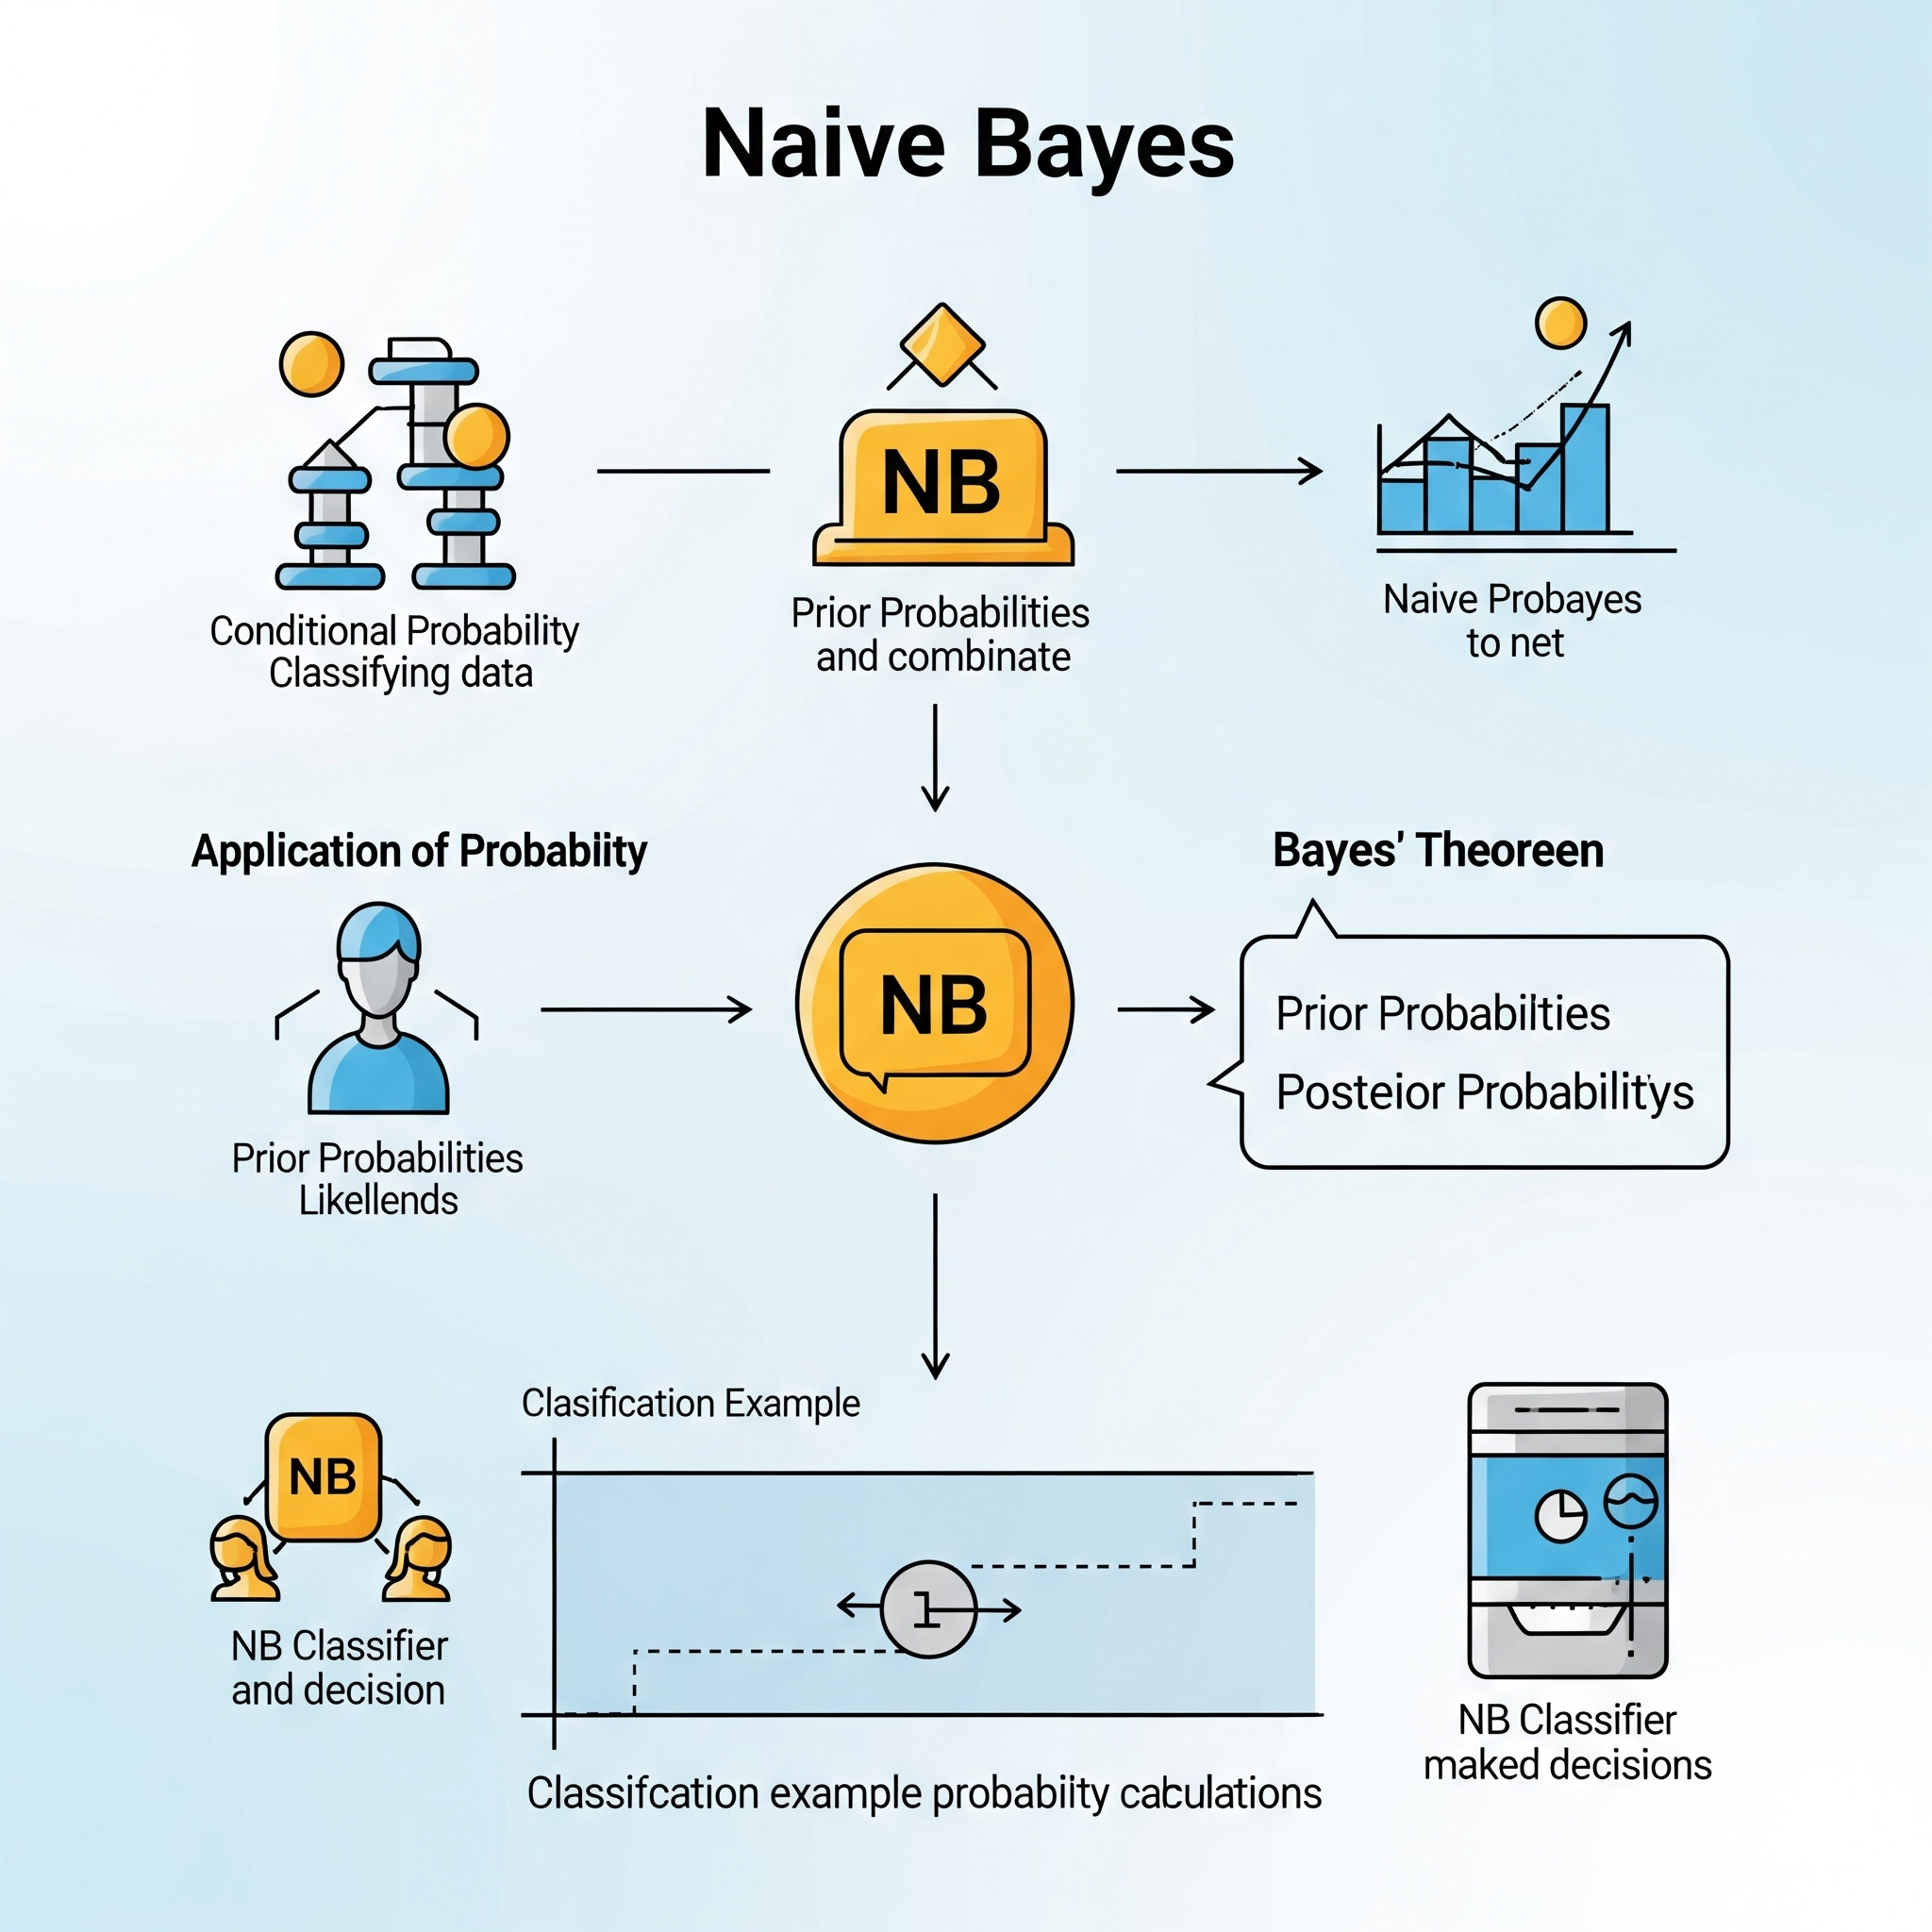 Naive Bayes
NB
Conditional Probability
Classifying data
Prior Probabilities
and combinate
Naive Probayes
to net
Application of Probabiity
Bayes' Theoreen
NB
Prior Probabilties
Posteior Probabilitys
Prior Probabilities
Likellends
Clasification Example
NB
1
NB Classifier
and decision
NB Classifier
maked decisions
Classifcation example probabiity cabculations